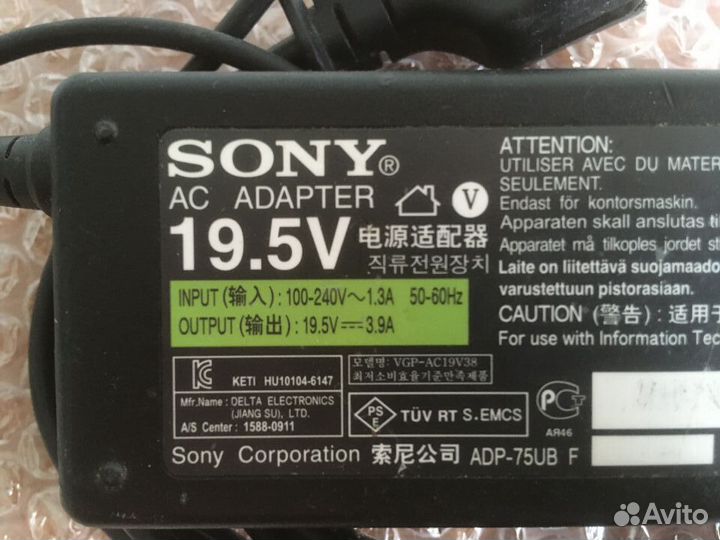 SONY®
AC ADAPTER
V
19.5V 电源适配器
직류전원장치
INPUT (输入) : 100-240V～1.3A 50-60Hz
OUTPUT (输出) : 19.5V⎓3.9A
KETI HU10104-6147
Mfr.Name : DELTA ELECTRONICS
(JIANG SU), LTD.
A/S Center : 1588-0911
모델명: VGP-AC19V38
최저소비효율기준만족제품
PS
E
TÜV RT S.EMCS
PCT
АЯ46
Sony Corporation 索尼公司 ADP-75UB F
ATTENTION:
UTILISER AVEC DU MATER
SEULEMENT.
Endast för kontorsmaskin.
Apparaten skall anslutas til
Apparatet må tilkoples jordet st
Laite on liitettävä suojamaado
varustettuun pistorasiaan.
CAUTION (警告) : 适用于
For use with Information Tec
Avito